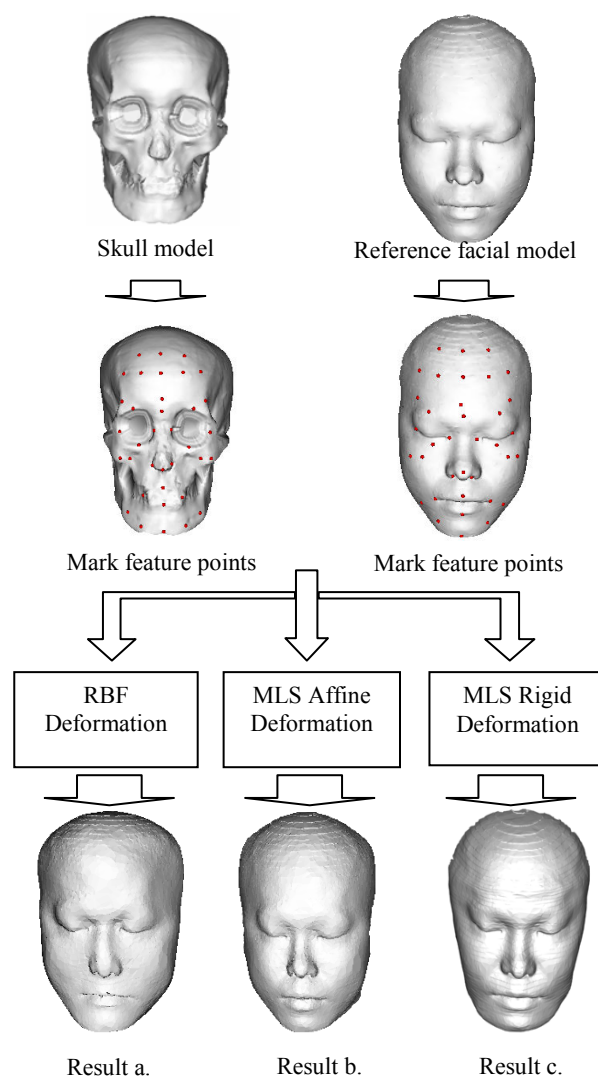 Skull model
Reference facial model
Mark feature points
Mark feature points
RBF
Deformation
MLS Affine
Deformation
MLS Rigid
Deformation
Result a.
Result b.
Result c.